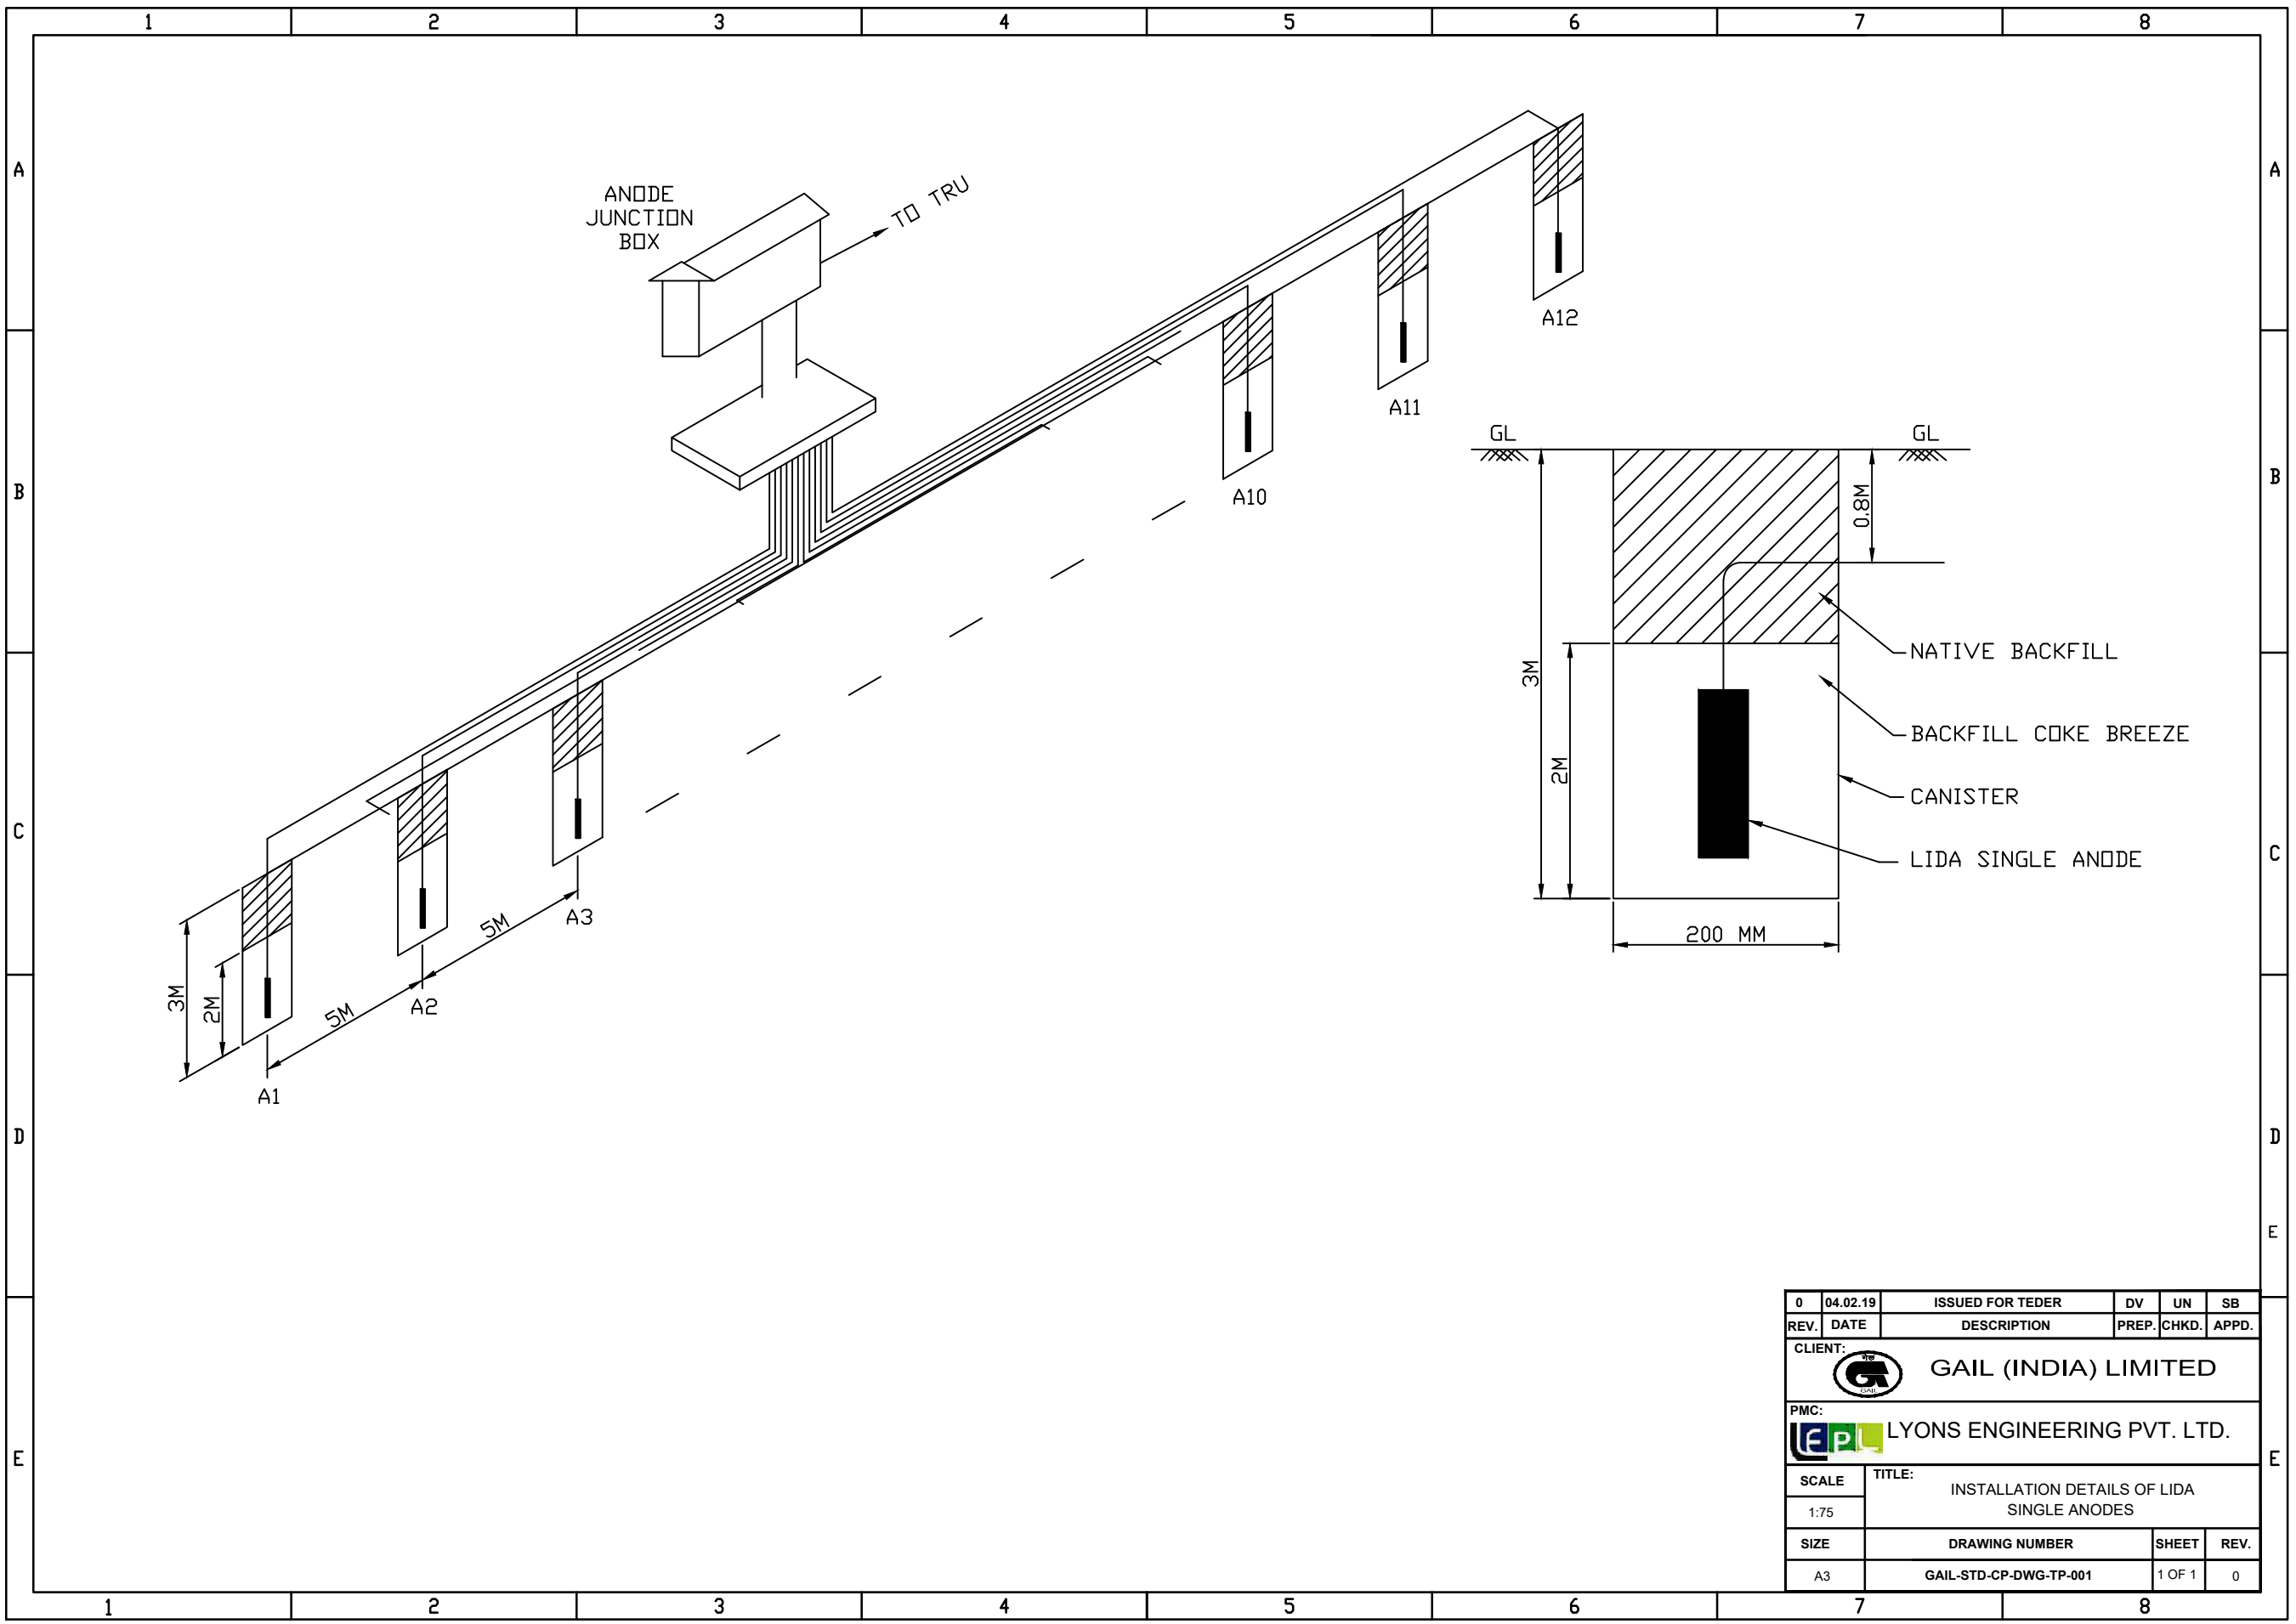 1 2 3 4 5 6 7 8
A A
B B
C C
D D
E
E E
1 2 3 4 5 6 7 8
ANODE
JUNCTION
BOX
TO TRU
A12
A11
A10
A3
A2
A1
5M
5M
3M
2M
GL GL
0.8M
3M
2M
200 MM
NATIVE BACKFILL
BACKFILL COKE BREEZE
CANISTER
LIDA SINGLE ANODE
0 04.02.19 ISSUED FOR TEDER DV UN SB
REV. DATE DESCRIPTION PREP. CHKD. APPD.
CLIENT:
गेल
GAIL
GAIL (INDIA) LIMITED
PMC:
LEPL LYONS ENGINEERING PVT. LTD.
SCALE TITLE:
1:75
INSTALLATION DETAILS OF LIDA
SINGLE ANODES
SIZE DRAWING NUMBER SHEET REV.
A3 GAIL-STD-CP-DWG-TP-001 1 OF 1 0